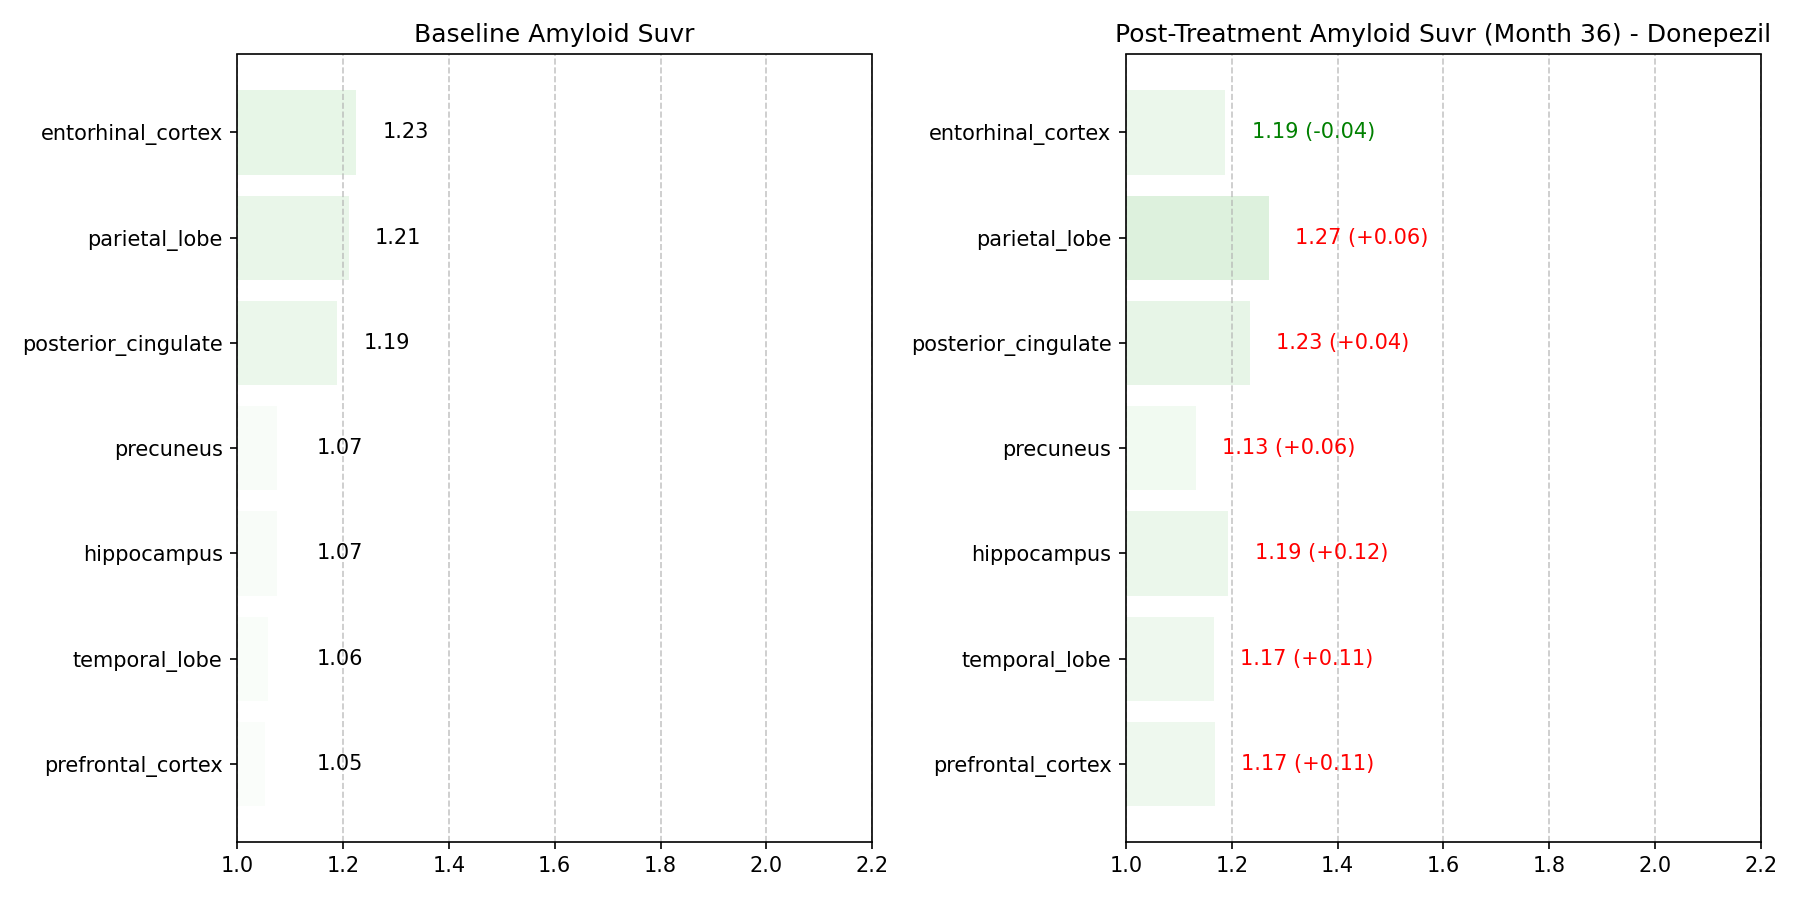 Baseline Amyloid Suvr
entorhinal_cortex
1.23
parietal_lobe
1.21
posterior_cingulate
1.19
precuneus
1.07
hippocampus
1.07
temporal_lobe
1.06
prefrontal_cortex
1.05
1.0 1.2 1.4 1.6 1.8 2.0 2.2
Post-Treatment Amyloid Suvr (Month 36) - Donepezil
entorhinal_cortex
1.19 (-0.04)
parietal_lobe
1.27 (+0.06)
posterior_cingulate
1.23 (+0.04)
precuneus
1.13 (+0.06)
hippocampus
1.19 (+0.12)
temporal_lobe
1.17 (+0.11)
prefrontal_cortex
1.17 (+0.11)
1.0 1.2 1.4 1.6 1.8 2.0 2.2